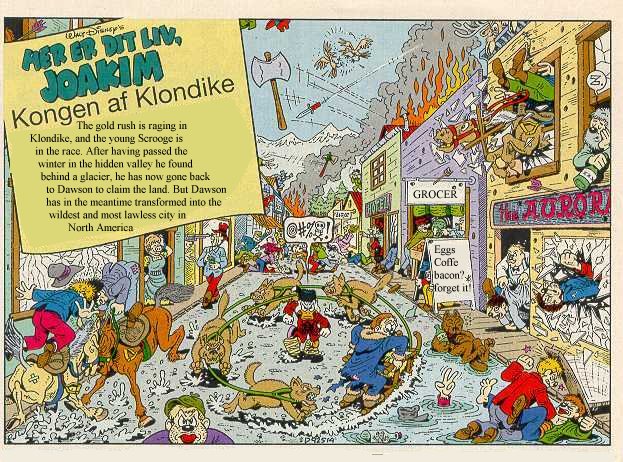 Walt Disney's
HER ER DIT LIV,
JOAKIM
Kongen af Klondike
The gold rush is raging in
Klondike, and the young Scrooge is
in the race. After having passed the
winter in the hidden valley he found
behind a glacier, he has now gone back
to Dawson to claim the land. But Dawson
has in the meantime transformed into the
wildest and most lawless city in
North America
GROCER
The AURORA
Eggs
Coffe
bacon?
forget it!